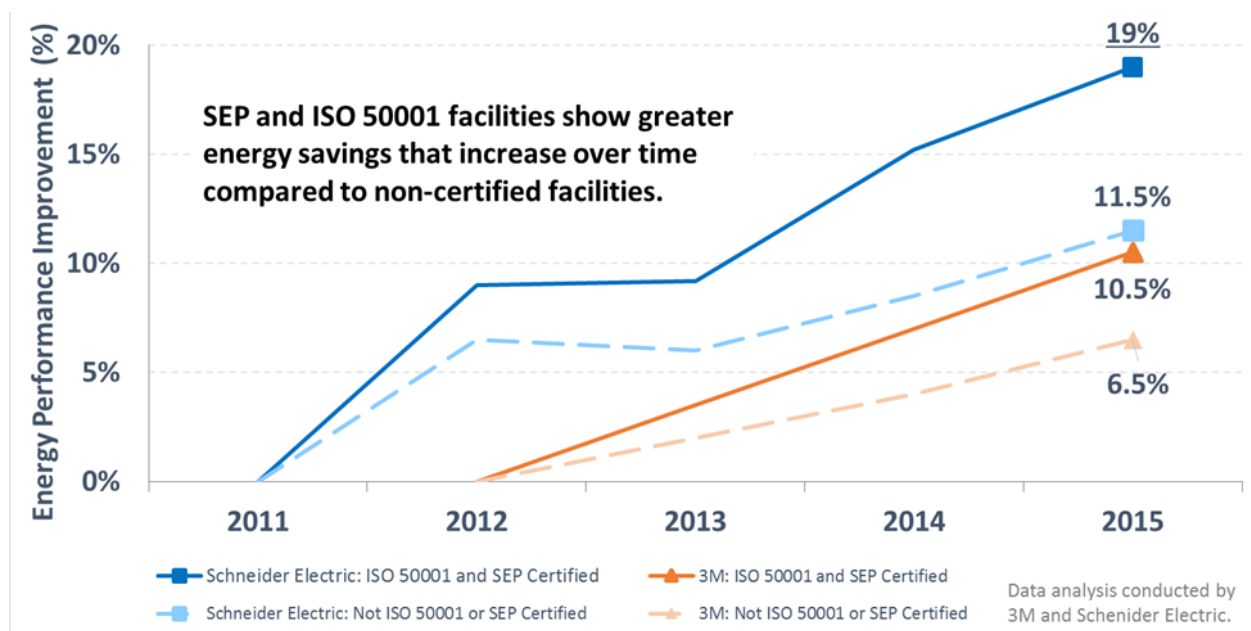 Energy Performance Improvement (%)
20%
15%
10%
5%
0%
SEP and ISO 50001 facilities show greater
energy savings that increase over time
compared to non-certified facilities.
19%
11.5%
10.5%
6.5%
2011
2012
2013
2014
2015
Schneider Electric: ISO 50001 and SEP Certified
3M: ISO 50001 and SEP Certified
Schneider Electric: Not ISO 50001 or SEP Certified
3M: Not ISO 50001 or SEP Certified
Data analysis conducted by
3M and Schenider Electric.